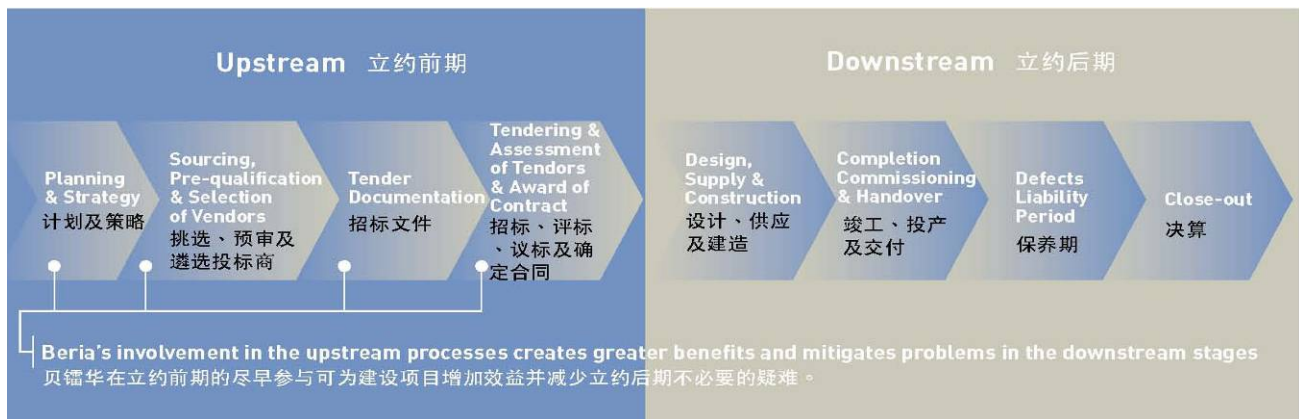 Upstream 立约前期
Downstream 立约后期
Planning
& Strategy
计划及策略
Sourcing,
Pre-qualification
& Selection
of Vendors
挑选、预审及
遴选投标商
Tender
Documentation
招标文件
Tendering &
Assessment
of Tendors
& Award of
Contract
招标、评标
、议标及确
定合同
Design,
Supply &
Construction
设计、供应
及建造
Completion
Commissioning
& Handover
竣工、投产
及交付
Defects
Liability
Period
保养期
Close-out
决算
Beria's involvement in the upstream processes creates greater benefits and mitigates problems in the downstream stages
贝镭华在立约前期的尽早参与可为建设项目增加效益并减少立约后期不必要的疑难。